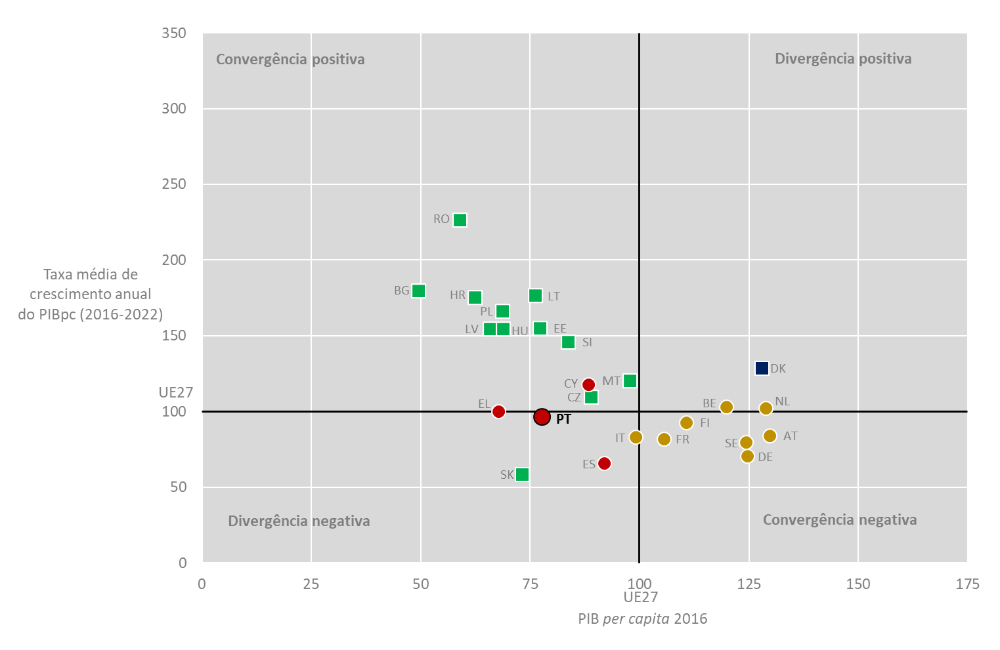 350
Convergência positiva
Divergência positiva
300
250
RO
200
Taxa média de
crescimento anual
do PIBpc (2016-2022)
BG
HR
LT
PL
LV
HU
EE
150
SI
DK
CY
MT
CZ
UE27
100
EL
PT
BE
NL
FI
IT
FR
AT
SE
DE
ES
SK
50
Divergência negativa
Convergência negativa
0
0
25
50
75
100
125
150
175
UE27
PIB per capita 2016